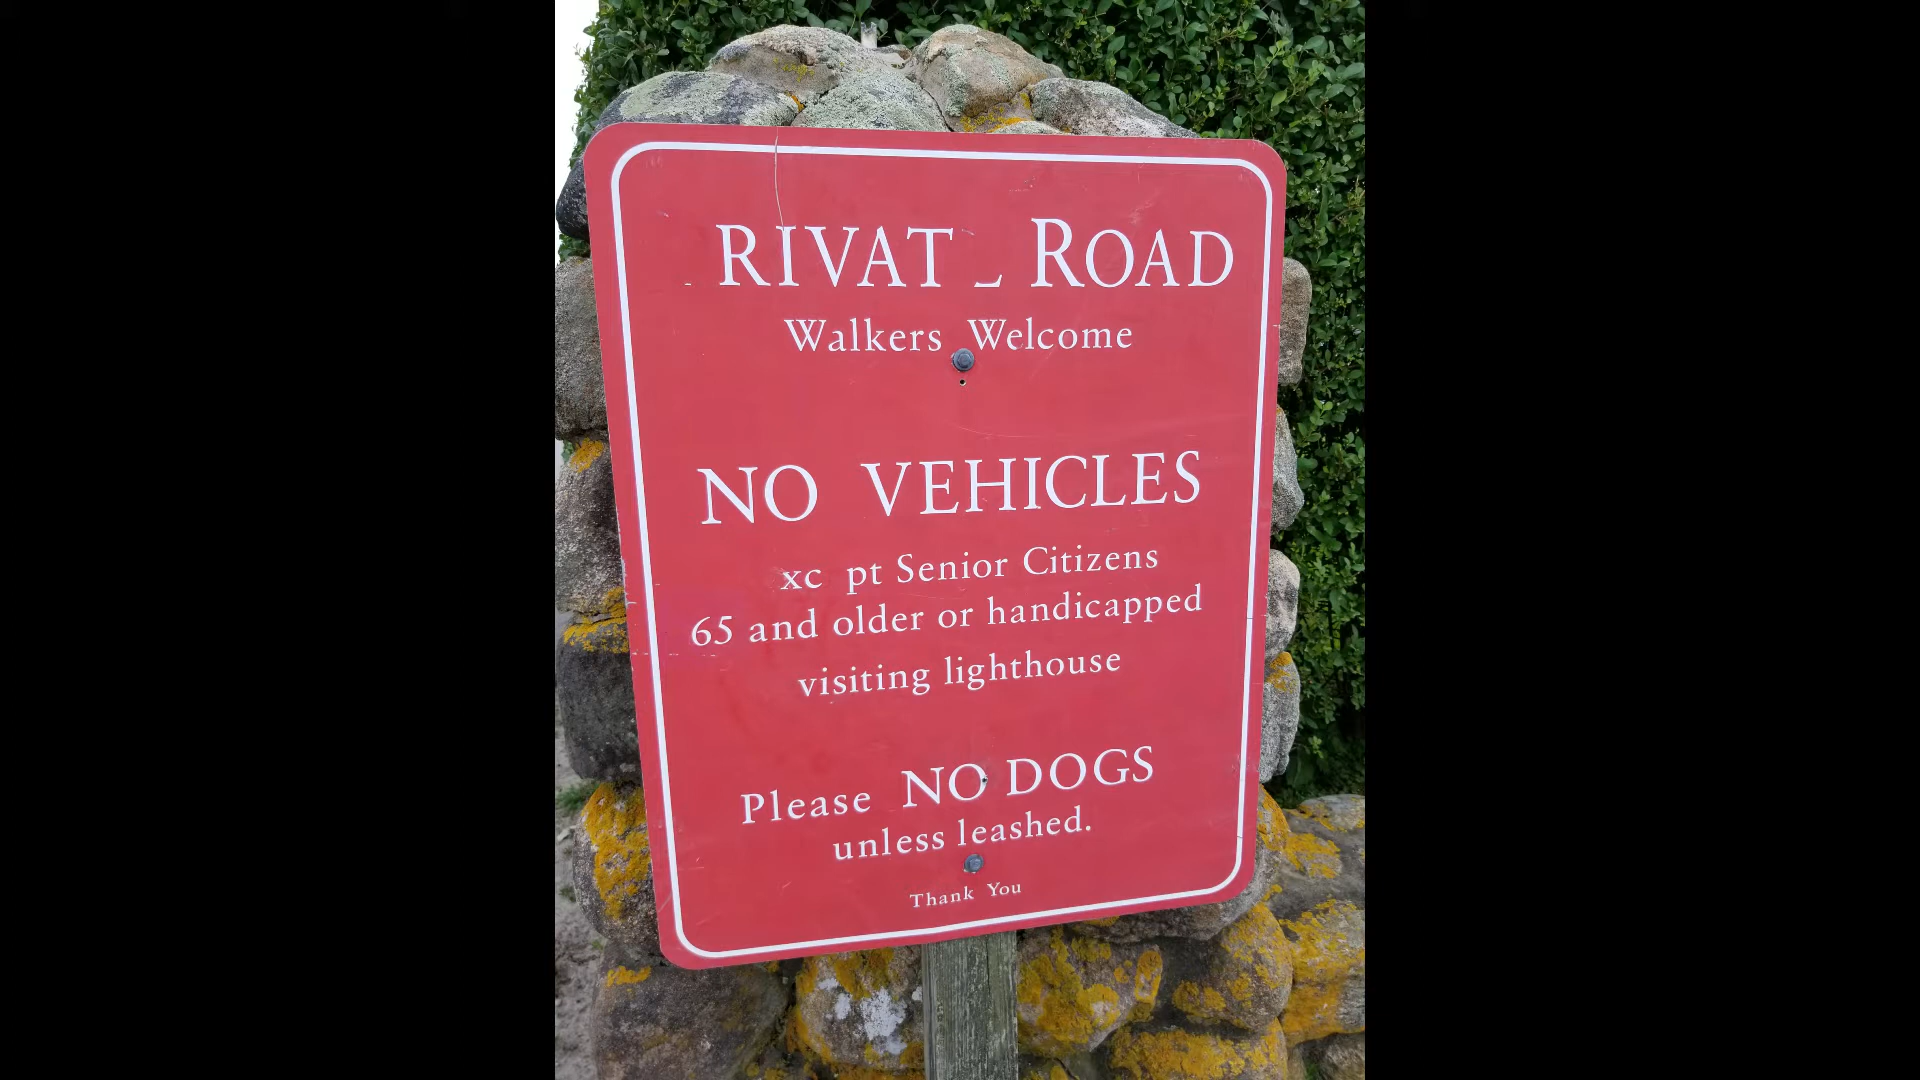 RIVAT ROAD
Walkers Welcome
NO VEHICLES
xc pt Senior Citizens
65 and older or handicapped
visiting lighthouse
Please NO DOGS
unless leashed.
Thank You